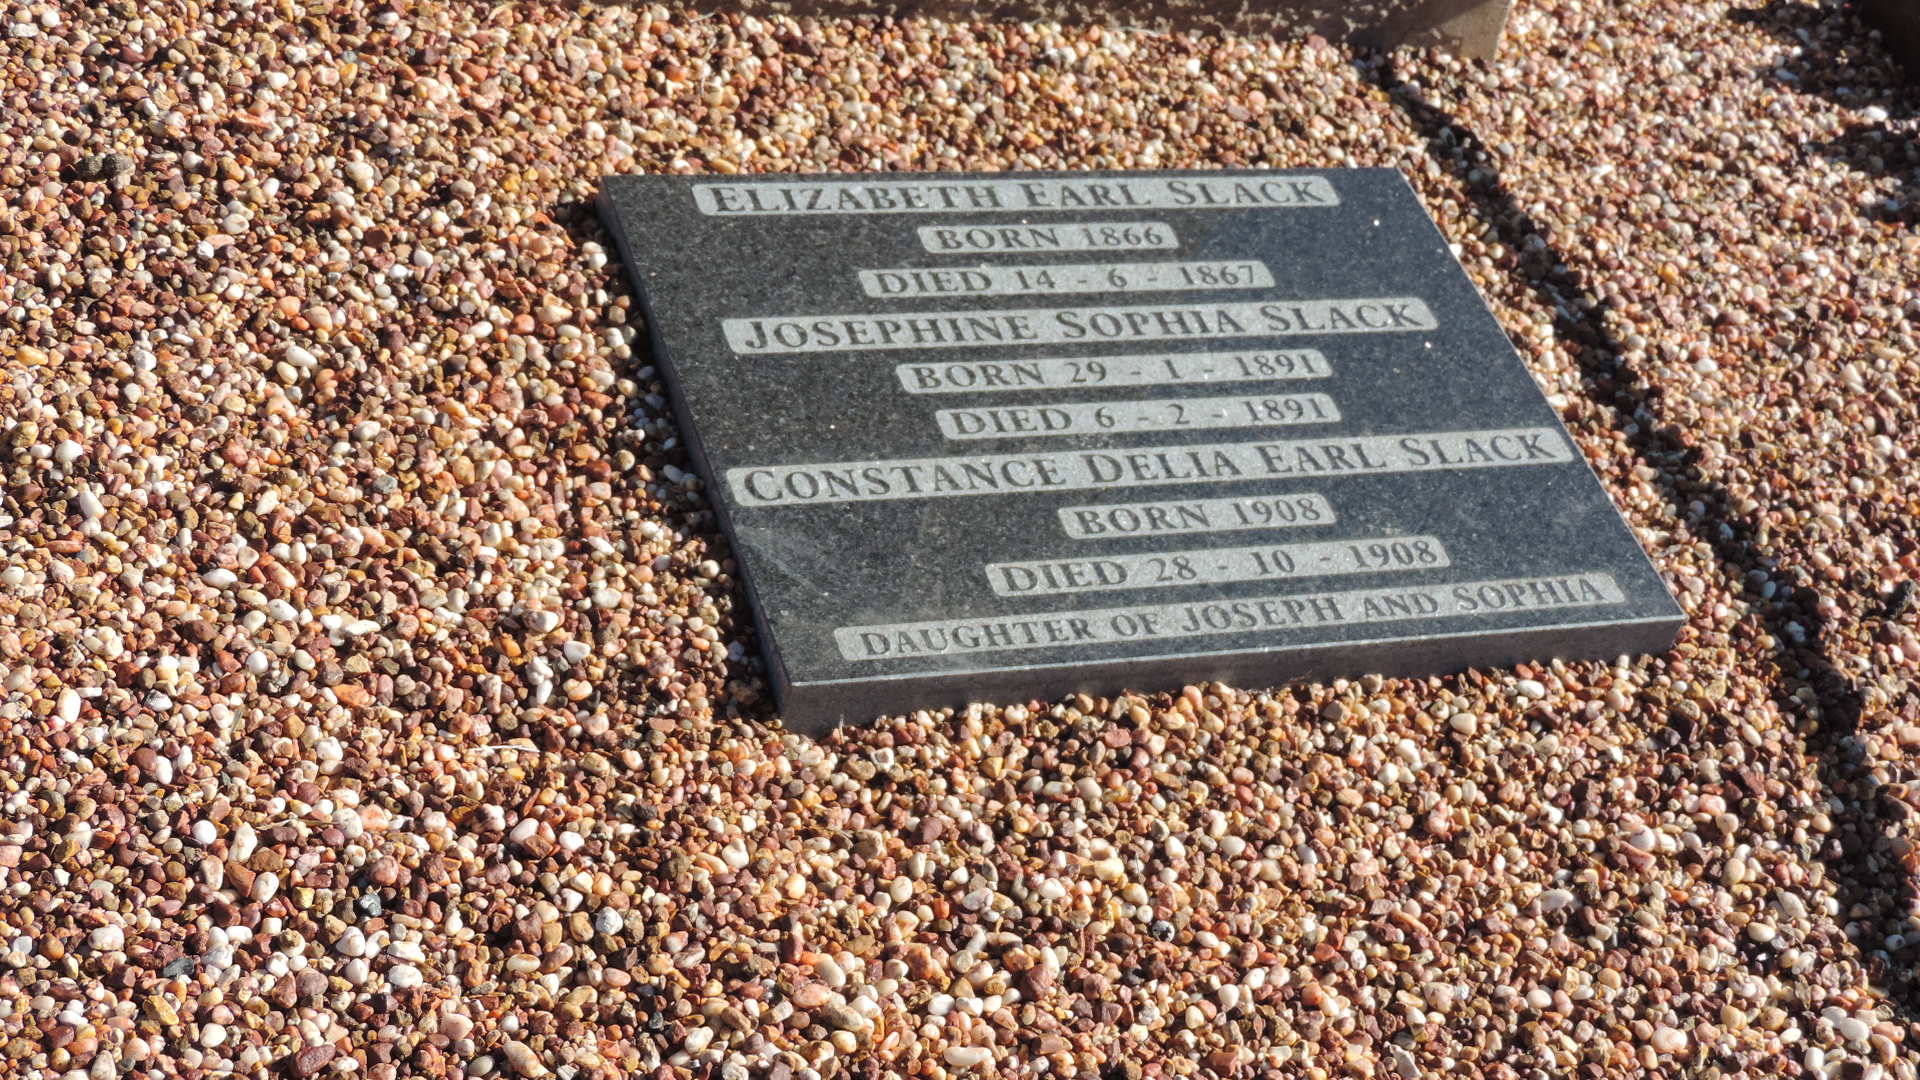 ELIZABETH EARL SLACK
BORN 1866
DIED 14 - 6 - 1867
JOSEPHINE SOPHIA SLACK
BORN 29 - 1 - 1891
DIED 6 - 2 - 1891
CONSTANCE DELIA EARL SLACK
BORN 1908
DIED 28 - 10 - 1908
DAUGHTER OF JOSEPH AND SOPHIA